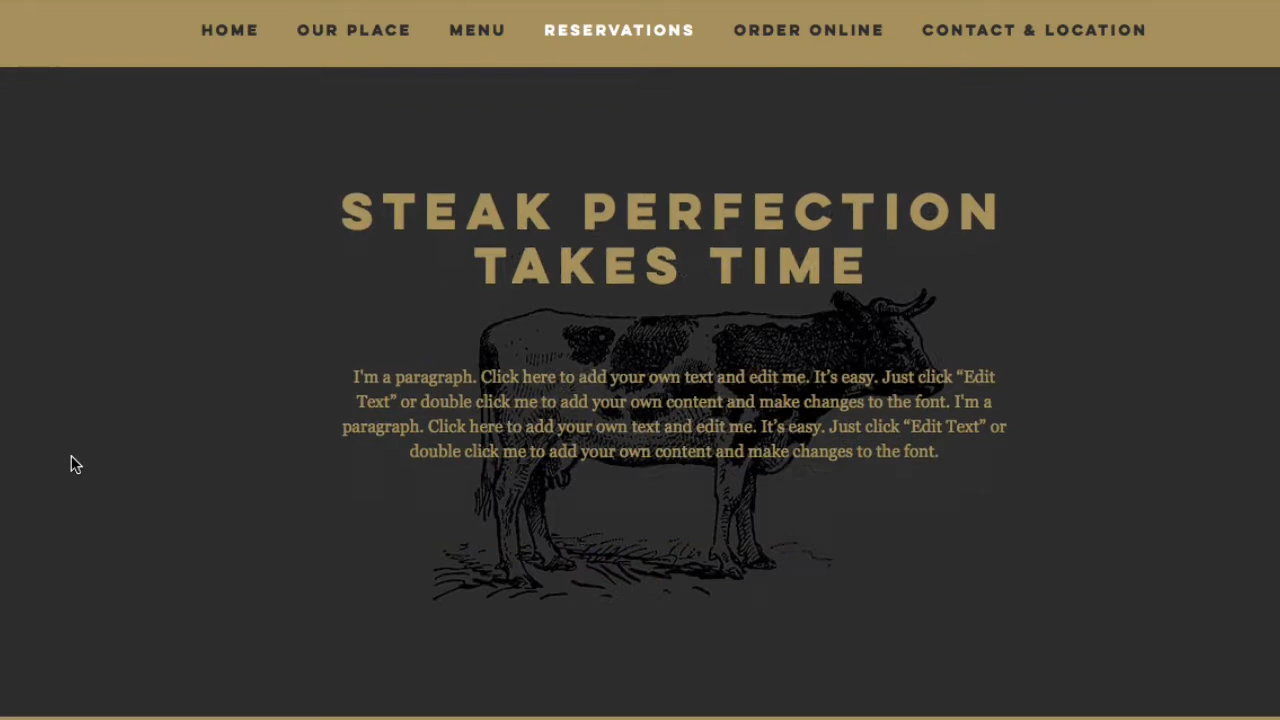 HOME OUR PLACE MENU RESERVATIONS ORDER ONLINE CONTACT & LOCATION
STEAK PERFECTION
TAKES TIME
I'm a paragraph. Click here to add your own text and edit me. It’s easy. Just click “Edit
Text” or double click me to add your own content and make changes to the font. I'm a
paragraph. Click here to add your own text and edit me. It’s easy. Just click “Edit Text” or
double click me to add your own content and make changes to the font.